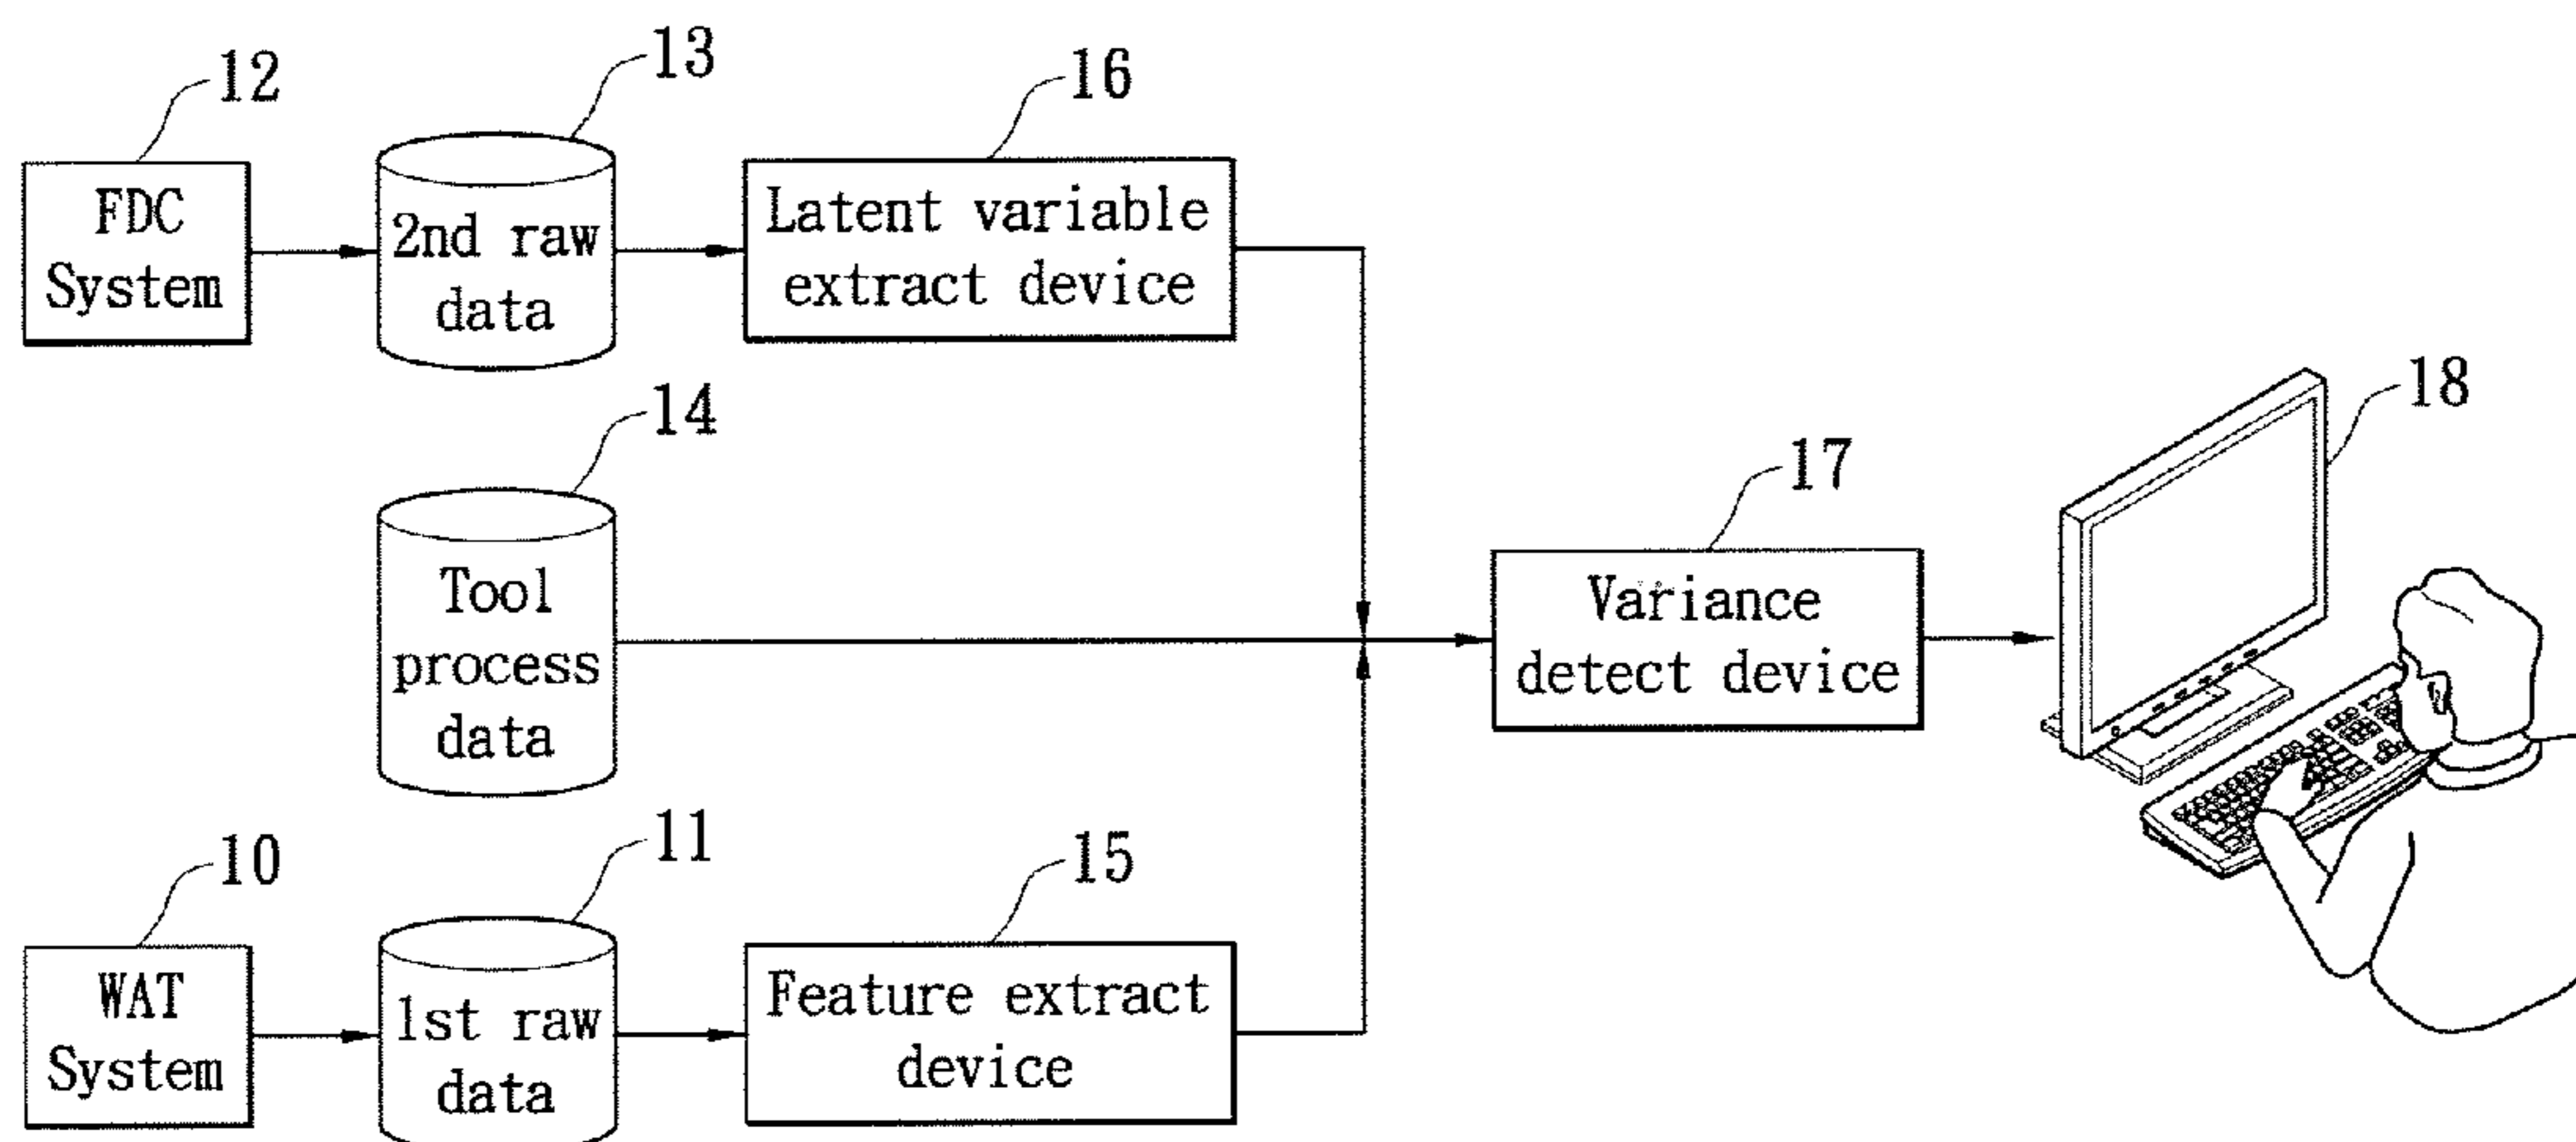 12
13
16
FDC
System
2nd raw
data
Latent variable
extract device
14
18
17
Tool
process
data
Variance
detect device
10
11
15
WAT
System
1st raw
data
Feature extract
device